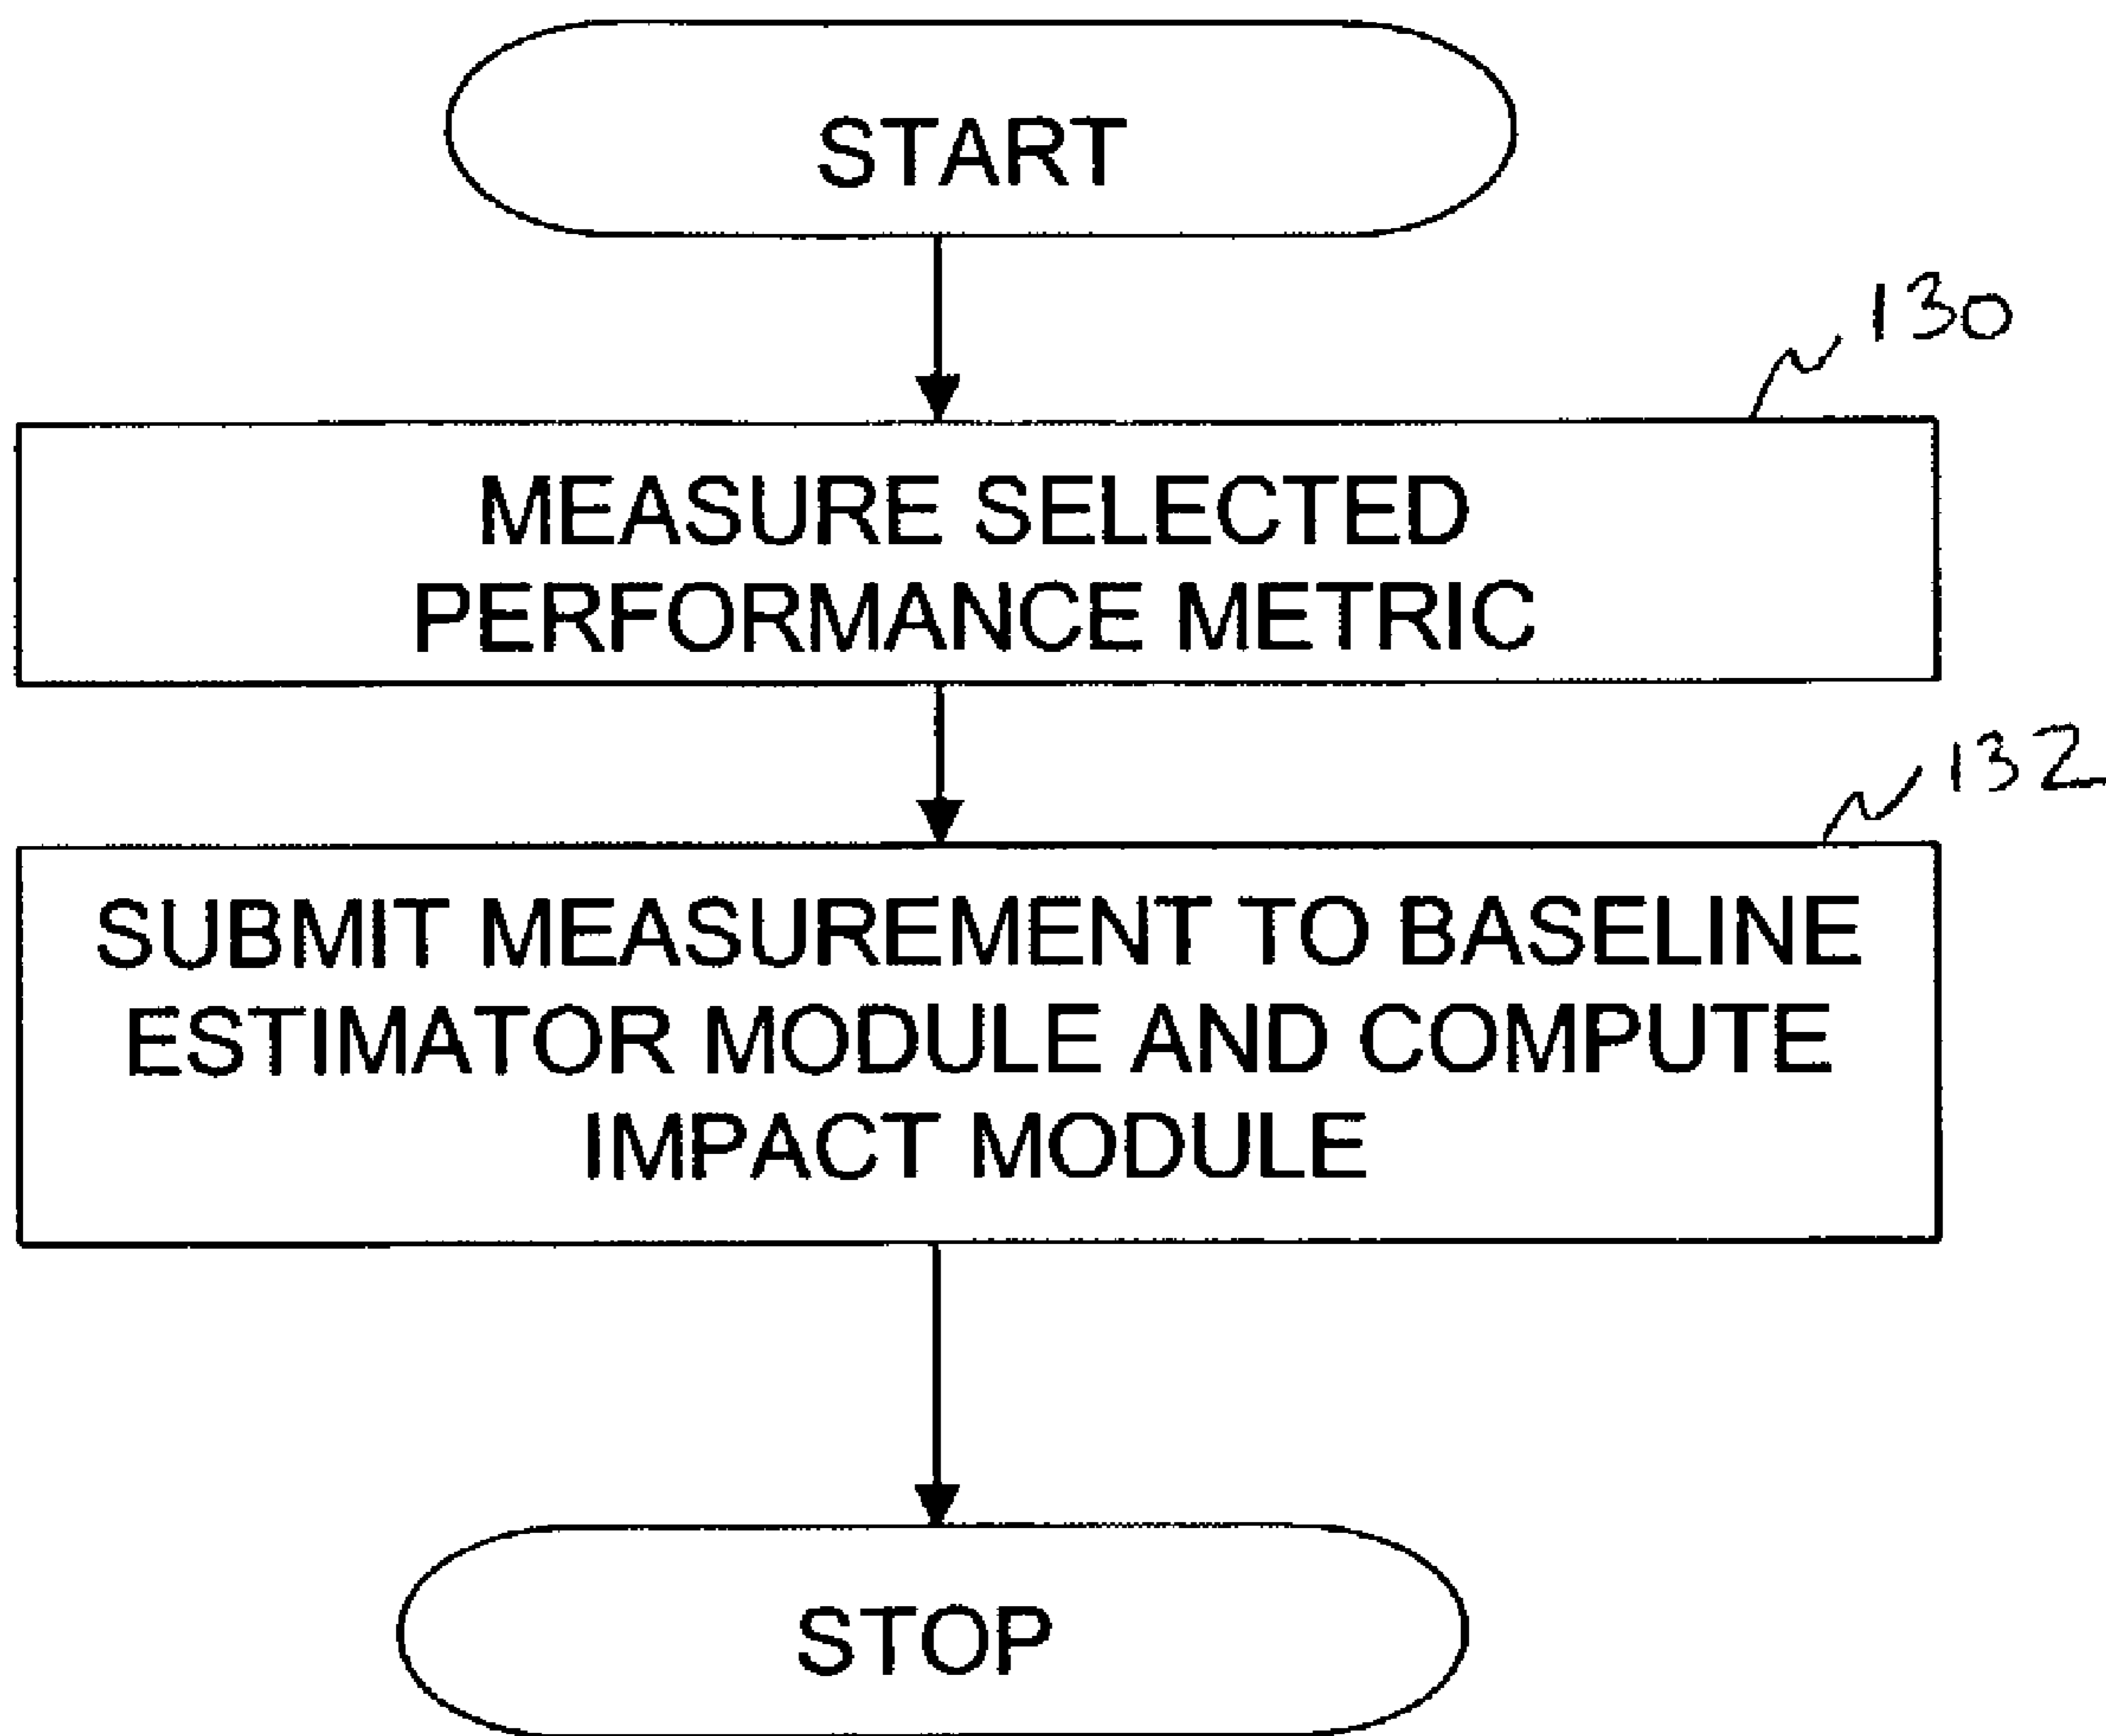 START
130
MEASURE SELECTED
PERFORMANCE METRIC
132
SUBMIT MEASUREMENT TO BASELINE
ESTIMATOR MODULE AND COMPUTE
IMPACT MODULE
STOP